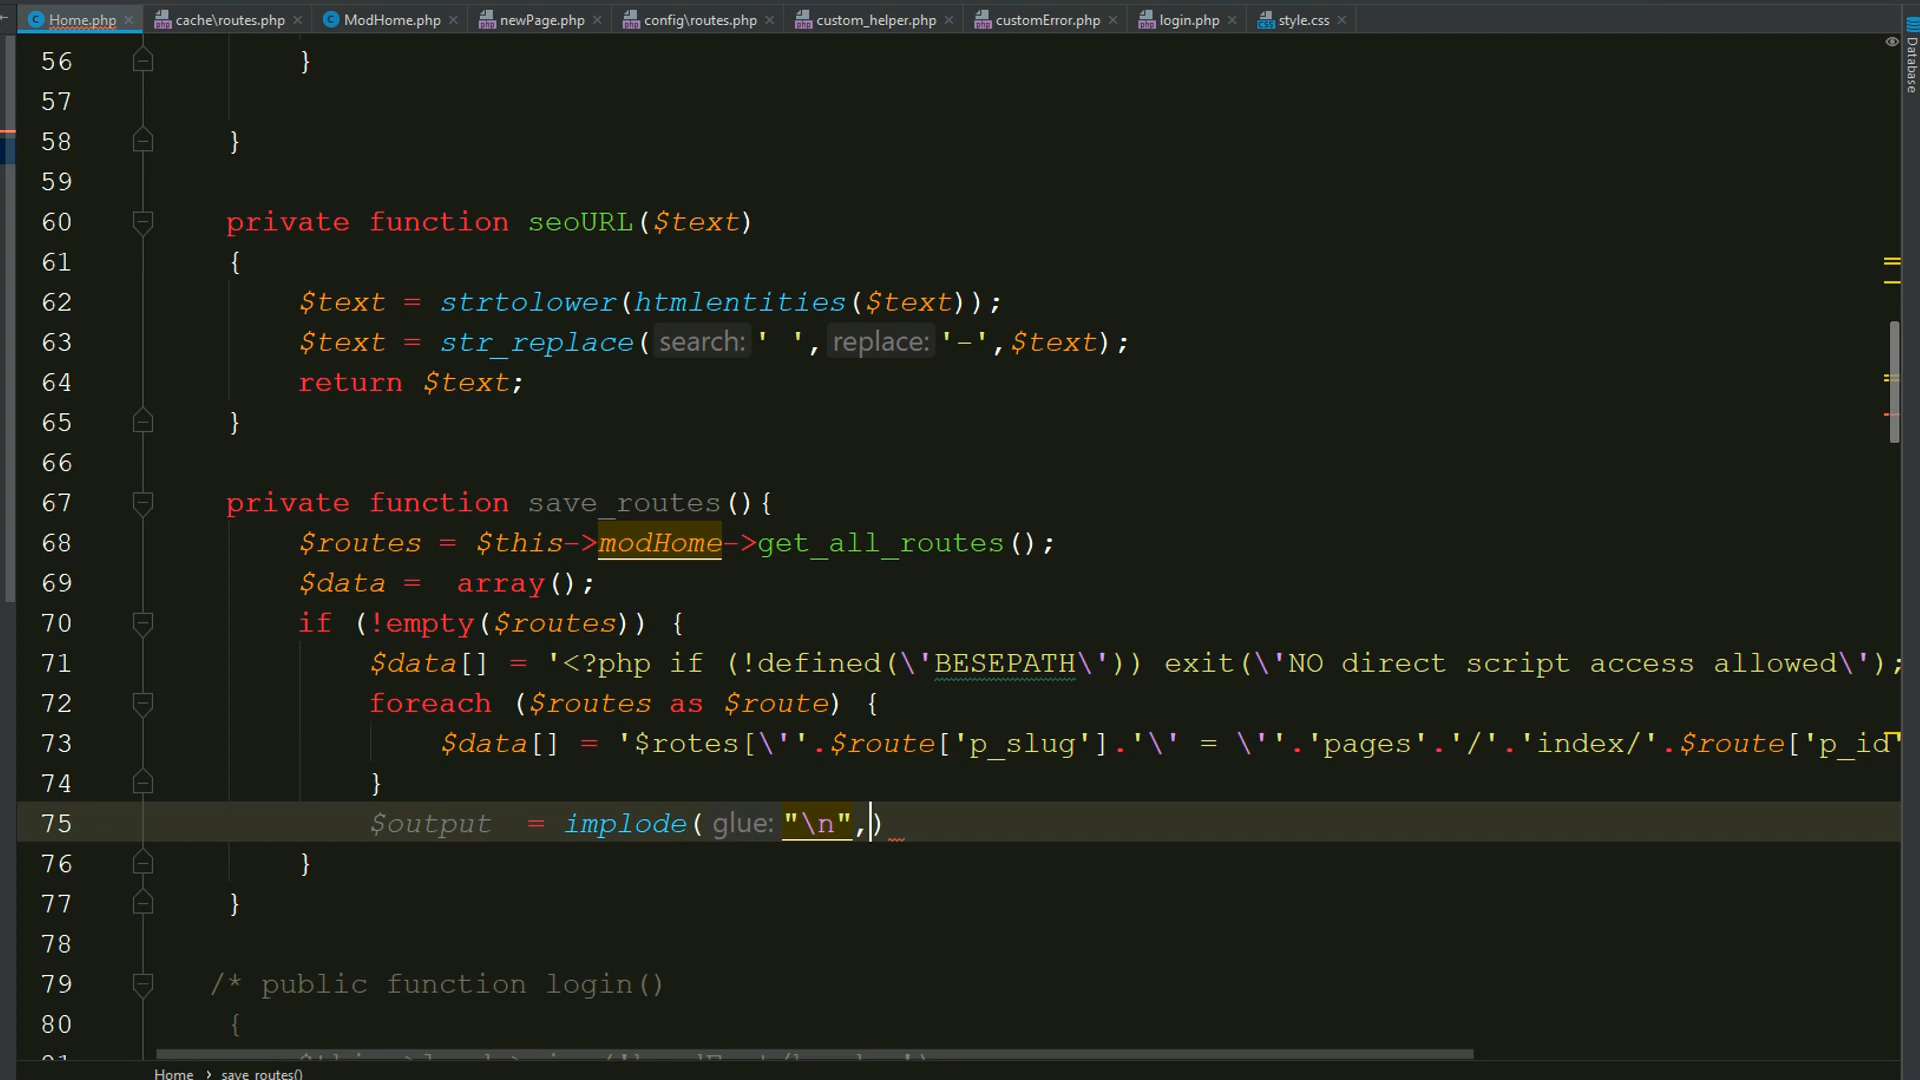 Home.php cache\routes.php ModHome.php newPage.php config\routes.php custom_helper.php customError.php login.php style.css
Database
56 }
57
58 }
59
60 private function seoURL($text)
61 {
62 $text = strtolower(htmlentities($text));
63 $text = str_replace( search: ' ', replace: '-',$text);
64 return $text;
65 }
66
67 private function save_routes(){
68 $routes = $this->modHome->get_all_routes();
69 $data =  array();
70 if (!empty($routes)) {
71 $data[] = '<?php if (!defined(\'BESEPATH\')) exit(\'NO direct script access allowed\');
72 foreach ($routes as $route) {
73 $data[] = '$rotes[\''.$route['p_slug'].'\' = \''.'pages'.'/'.'index/'.$route['p_id'
74 }
75 $output  = implode( glue: "\n",)
76 }
77 }
78
79 /* public function login()
80 {
Home › save_routes()